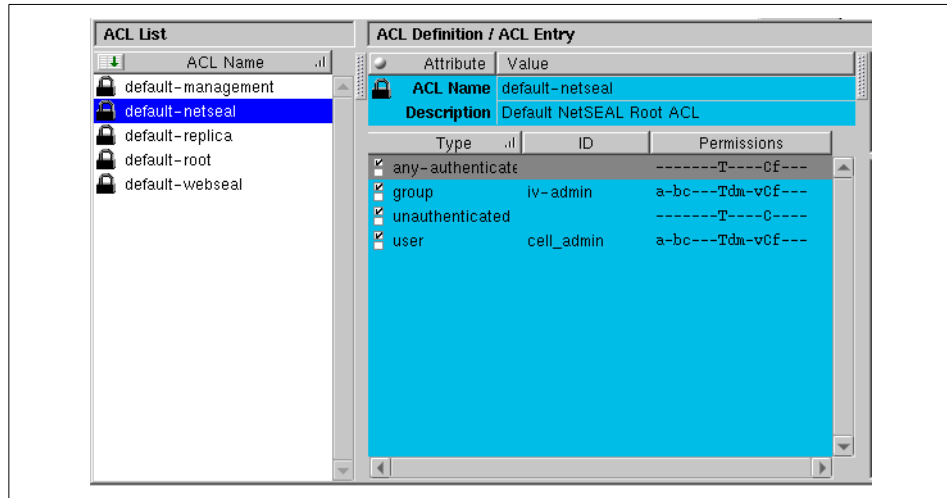 ACL List
ACL Name
default-management
default-netseal
default-replica
default-root
default-webseal
ACL Definition / ACL Entry
Attribute Value
ACL Name default-netseal
Description Default NetSEAL Root ACL
Type ID Permissions
any-authenticate -------T----Cf---
group iv-admin a-bc---Tdm-vCf---
unauthenticated -------T----C----
user cell_admin a-bc---Tdm-vCf---